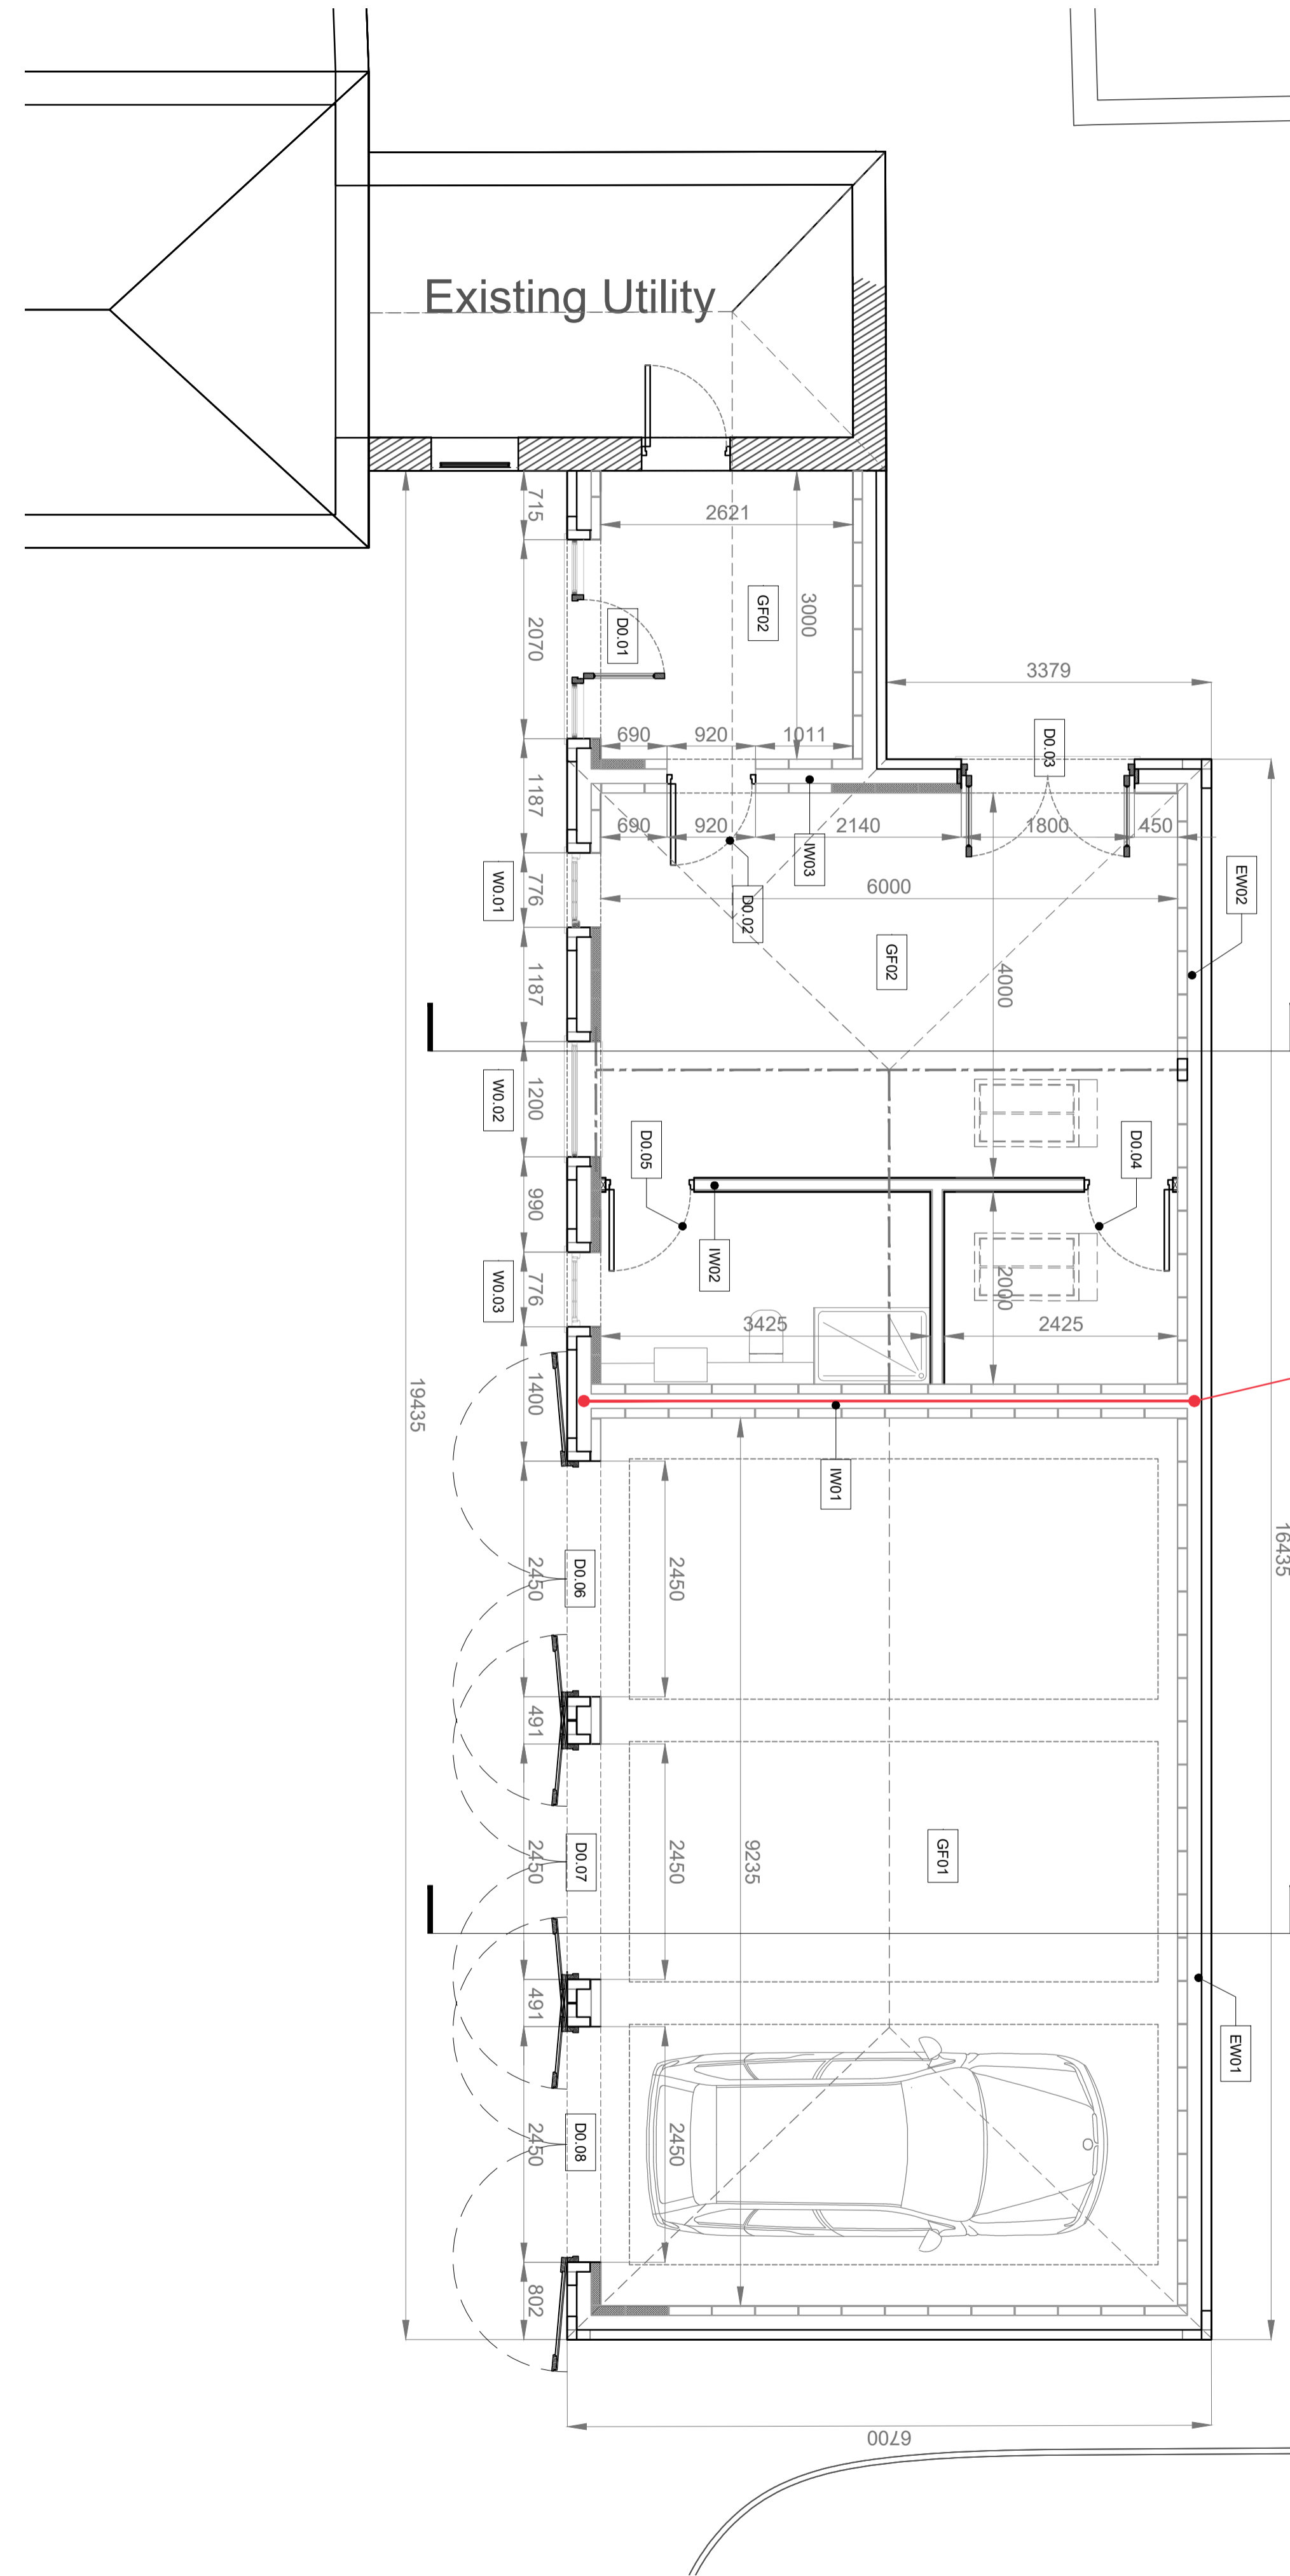 Existing Utility
715
2621
GF02
3000
D0.01
2070
3379
690
920
1011
D0.03
1187
690
920
2140
1800
450
IW03
EW02
776
W0.01
6000
D0.02
GF02
1187
4000
1200
W0.02
D0.05
D0.04
990
IW02
776
W0.03
2000
3425
2425
1400
19435
IW01
16435
2450
D0.06
2450
491
2450
D0.07
2450
9235
GF01
491
EW01
2450
D0.08
2450
802
6700